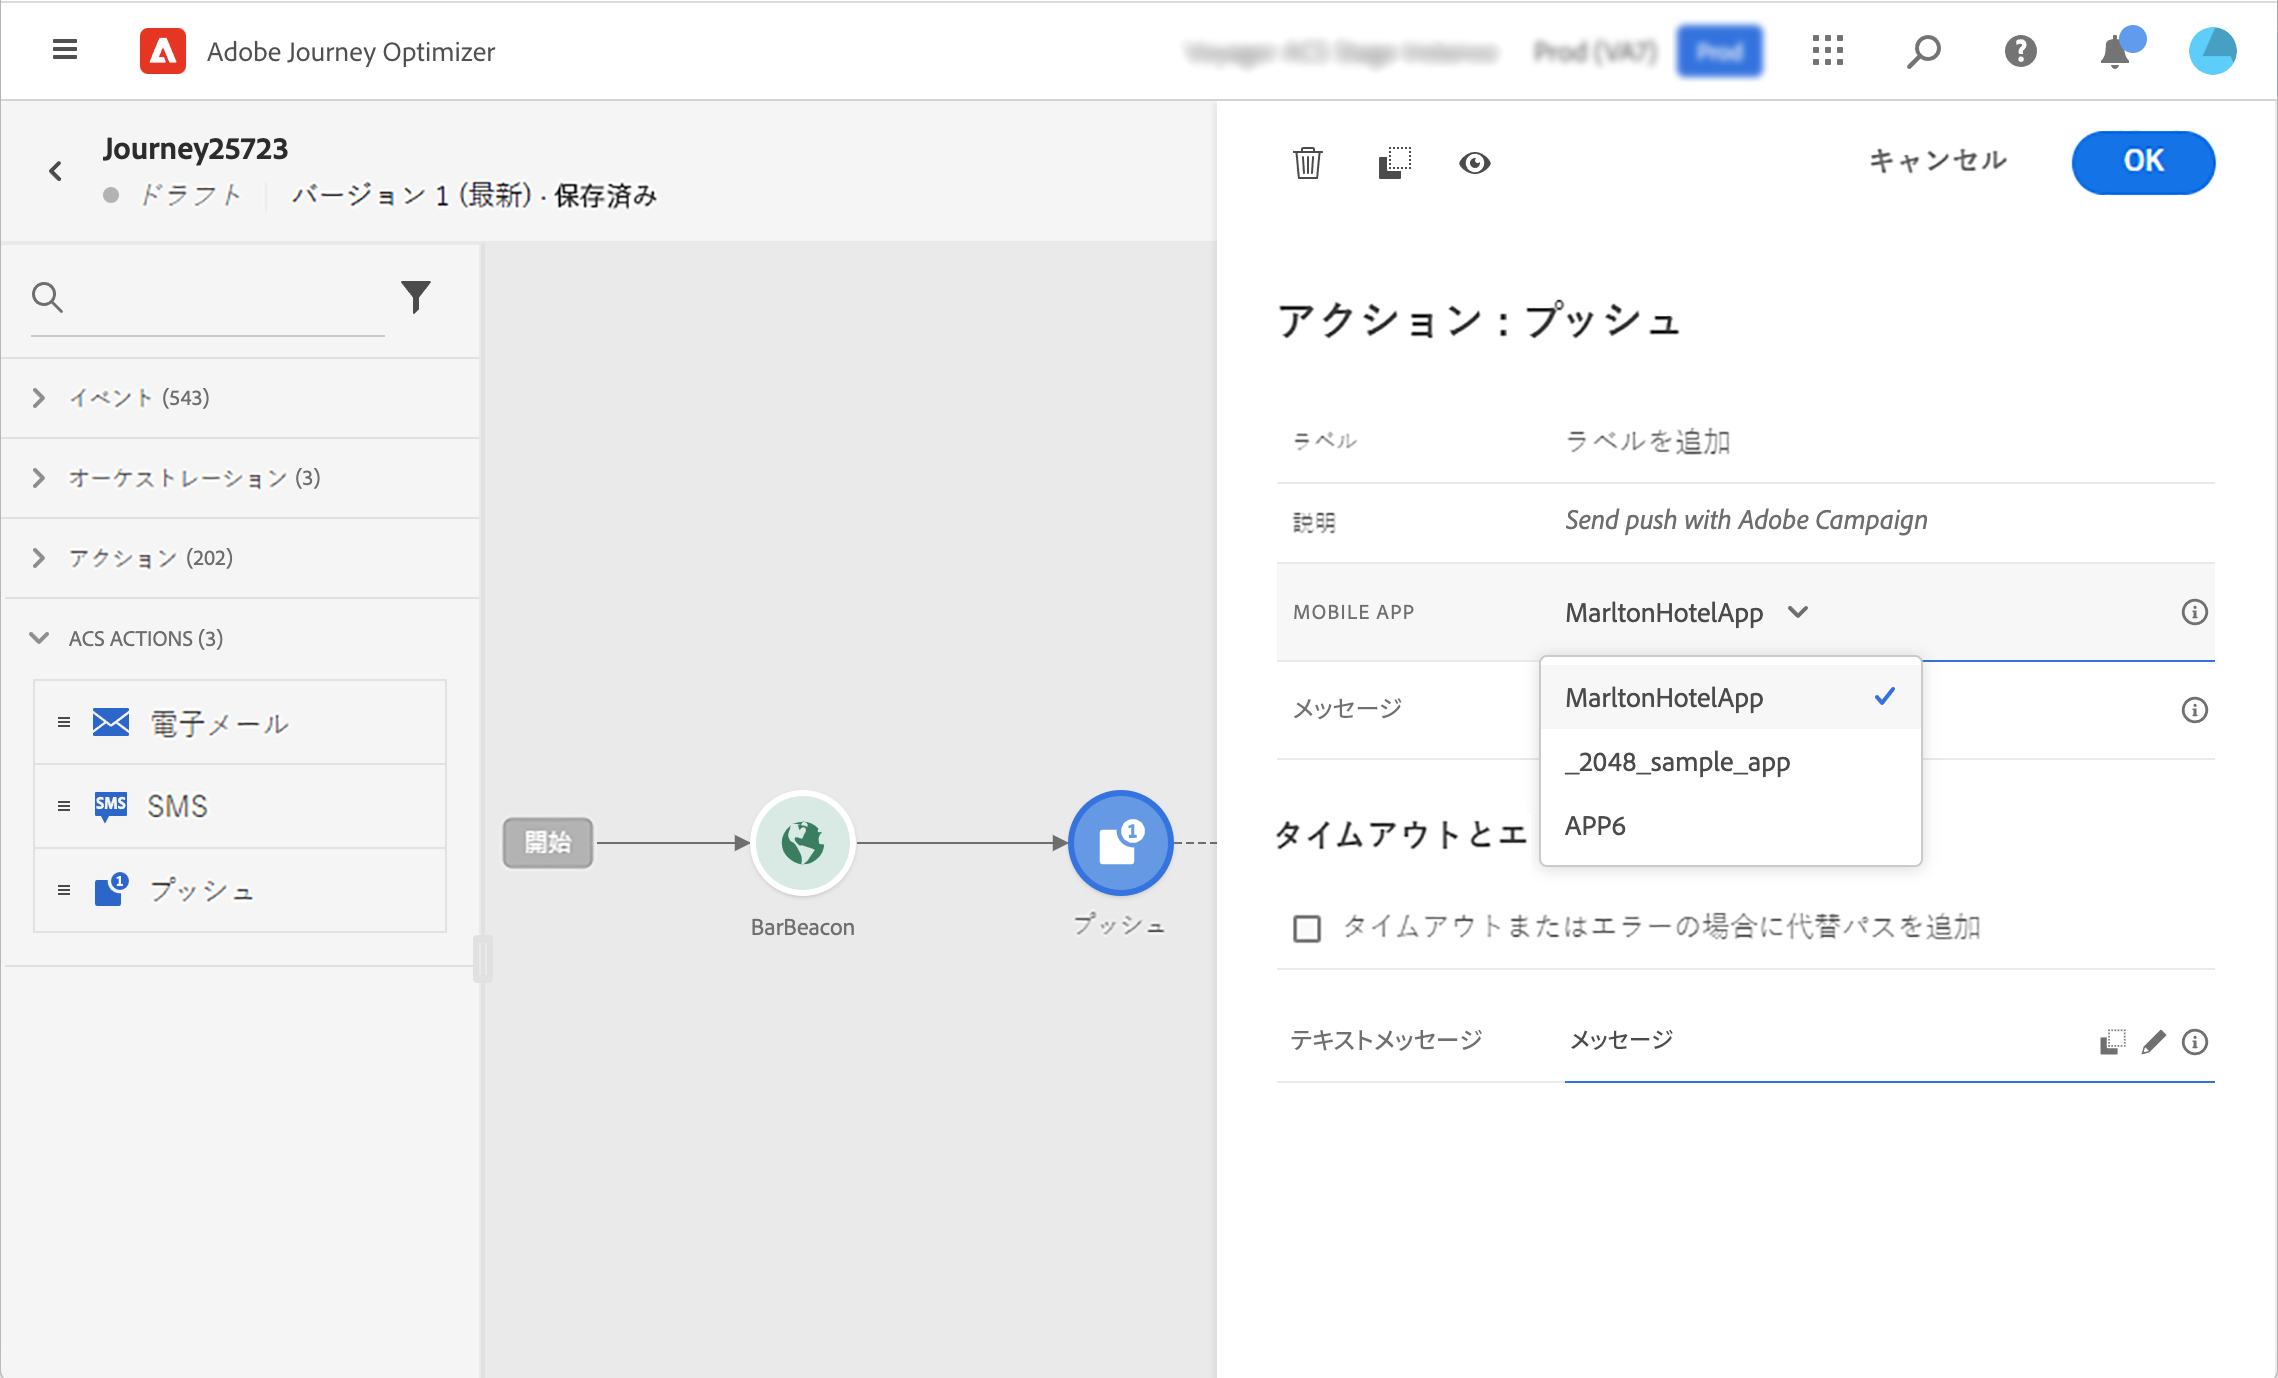 Adobe Journey Optimizer
Prod (VA7)
Prod
Journey25723
ドラフト
バージョン 1 (最新) · 保存済み
キャンセル
OK
イベント (543)
オーケストレーション (3)
アクション (202)
ACS ACTIONS (3)
電子メール
SMS
SMS
1
プッシュ
開始
BarBeacon
1
プッシュ
アクション : プッシュ
ラベル
ラベルを追加
説明
Send push with Adobe Campaign
MOBILE APP
MarltonHotelApp
メッセージ
MarltonHotelApp
_2048_sample_app
APP6
タイムアウトとエ
タイムアウトまたはエラーの場合に代替パスを追加
テキストメッセージ
メッセージ